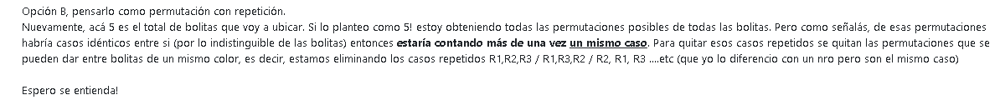 Opción B, pensarlo como permutación con repetición.
Nuevamente, acá 5 es el total de bolitas que voy a ubicar. Si lo planteo como 5! estoy obteniendo todas las permutaciones posibles de todas las bolitas. Pero como señalás, de esas permutaciones
habría casos idénticos entre si (por lo indistinguible de las bolitas) entonces estaría contando más de una vez un mismo caso. Para quitar esos casos repetidos se quitan las permutaciones que se
pueden dar entre bolitas de un mismo color, es decir, estamos eliminando los casos repetidos R1,R2,R3 / R1,R3,R2 / R2, R1, R3 ....etc (que yo lo diferencio con un nro pero son el mismo caso)
Espero se entienda!